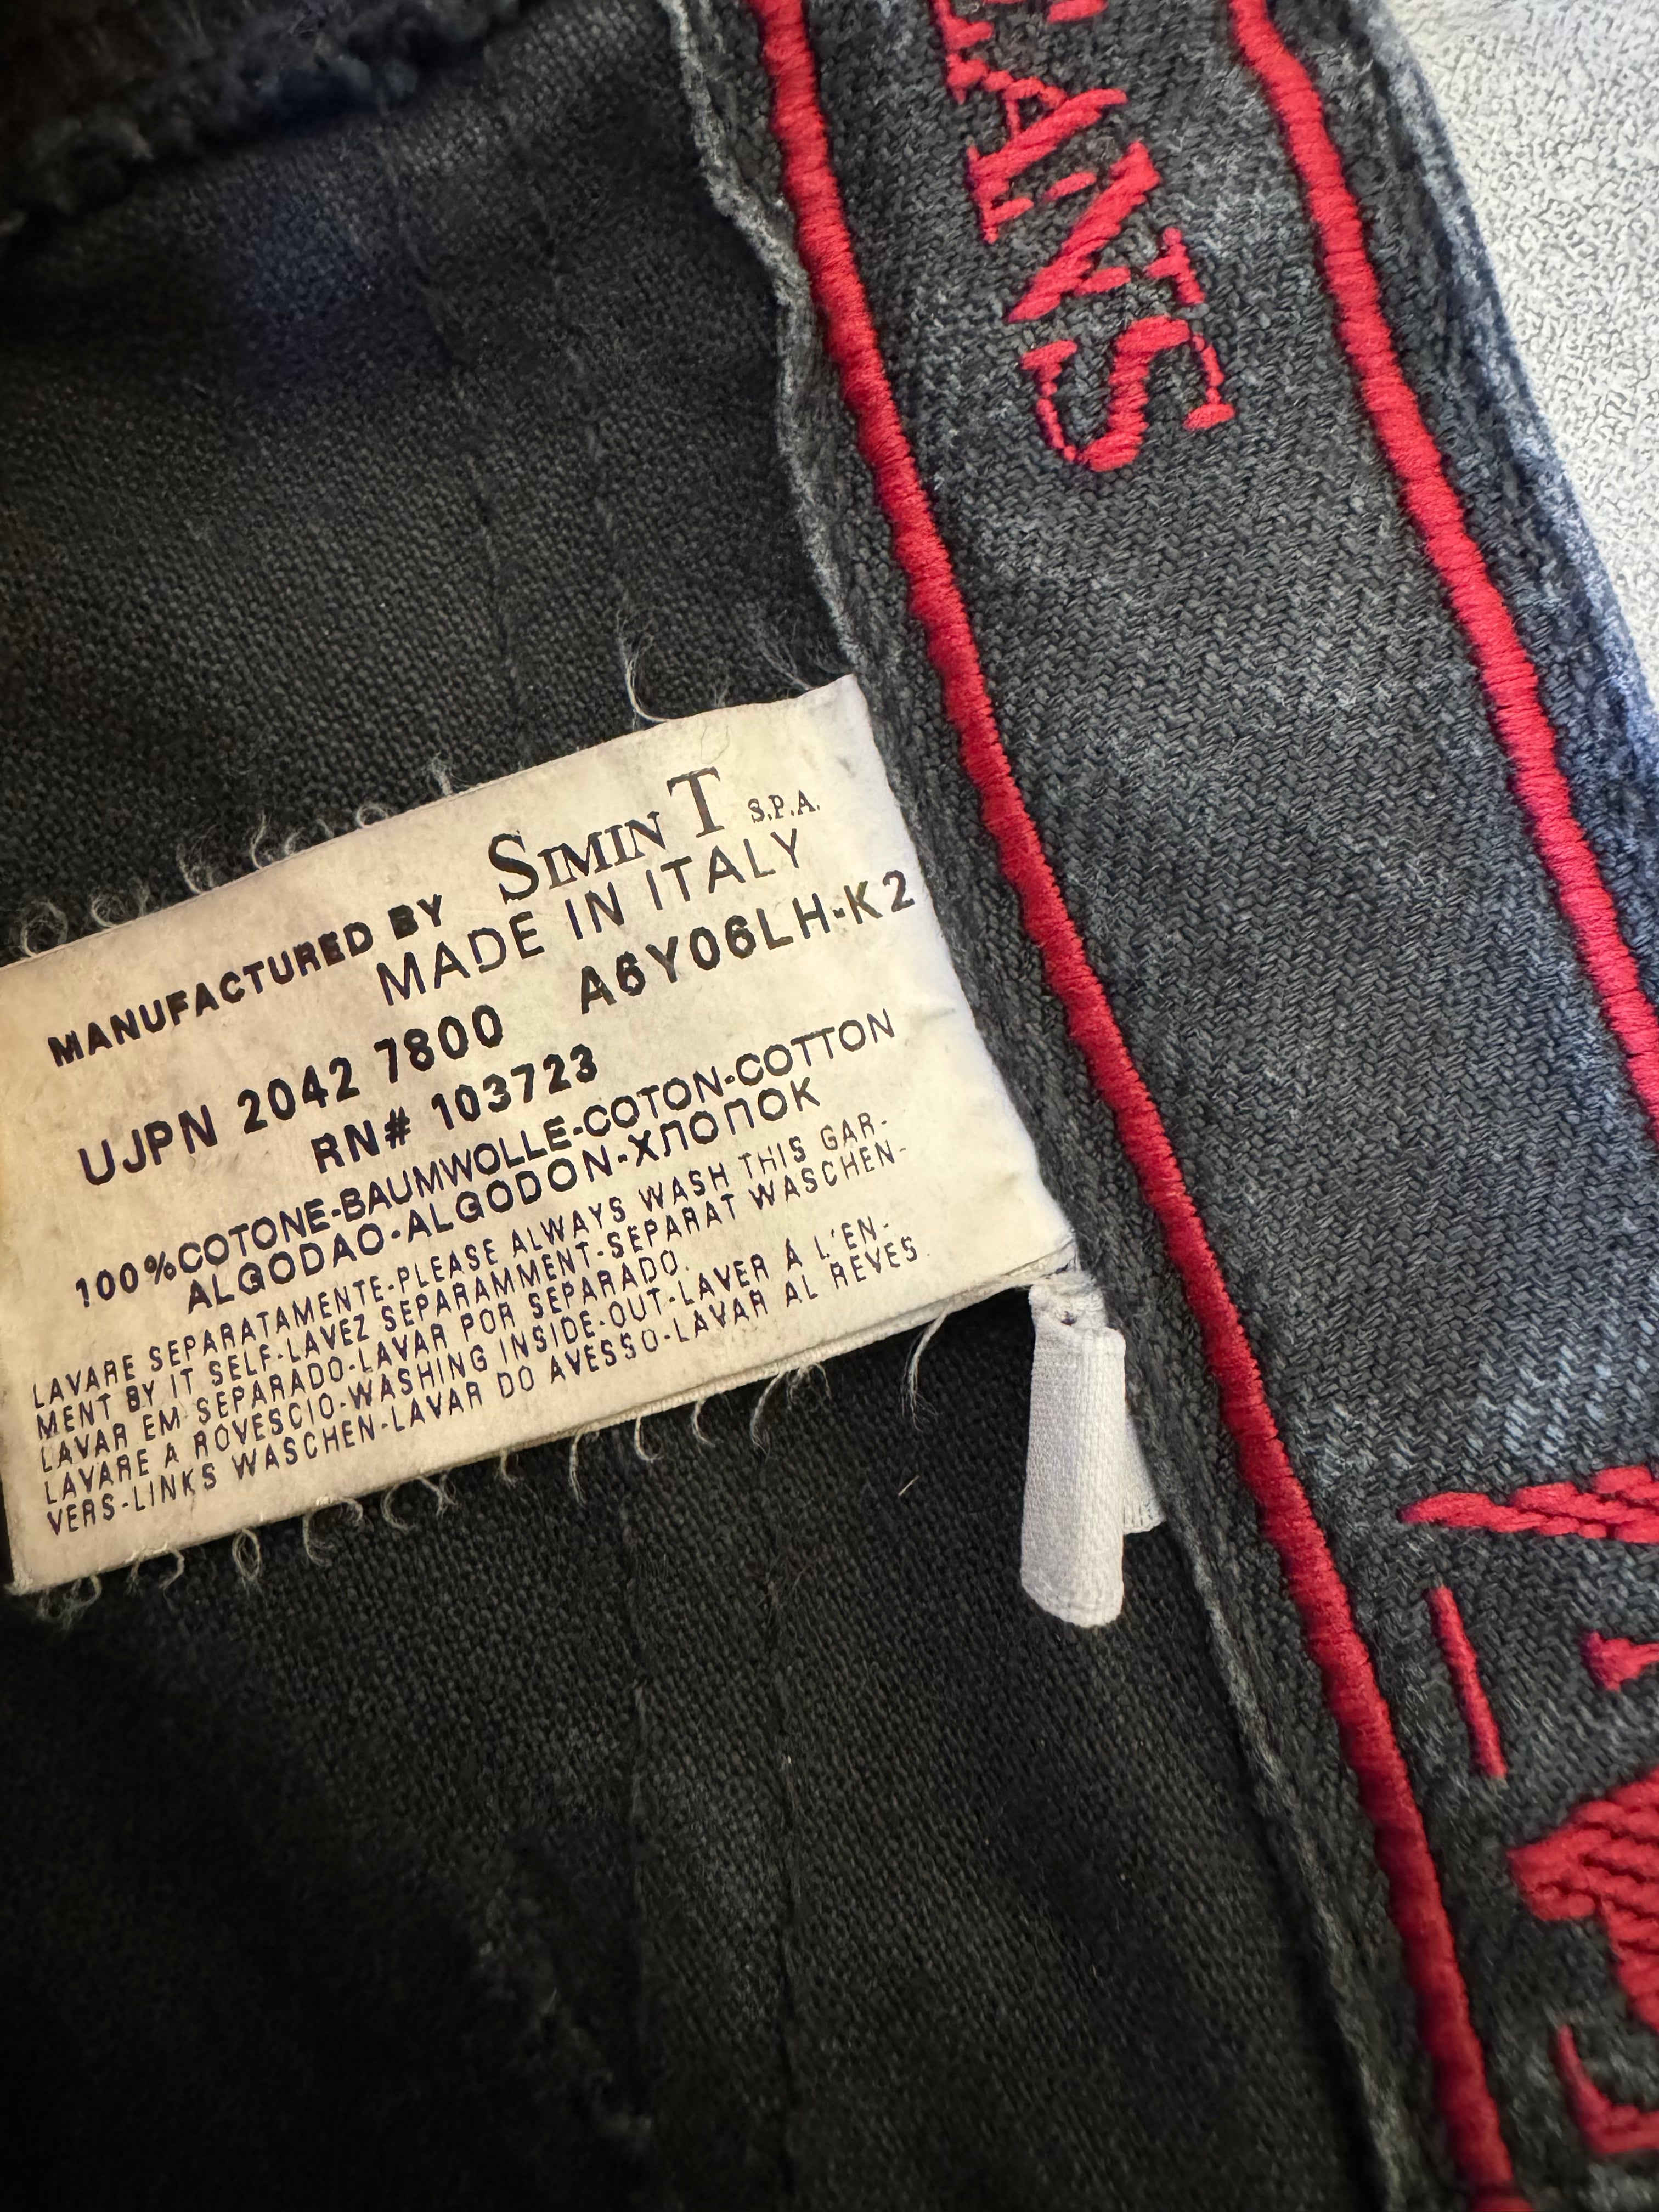 EANS
MANUFACTURED BY SIMIN T S.P.A.
MADE IN ITALY
UJPN 2042 7800 A6Y06LH-K2
RN# 103723
100%COTONE-BAUMWOLLE-COTON-COTTON
ALGODAO-ALGODON-ХЛОПОК
LAVARE SEPARATAMENTE-PLEASE ALWAYS WASH THIS GAR-
MENT BY IT SELF-LAVEZ SEPARAMMENT-SEPARAT WASCHEN-
LAVAR EM SEPARADO-LAVAR POR SEPARADO.
LAVARE A ROVESCIO-WASHING INSIDE-OUT-LAVER À L'EN-
VERS-LINKS WASCHEN-LAVAR DO AVESSO-LAVAR AL REVES.